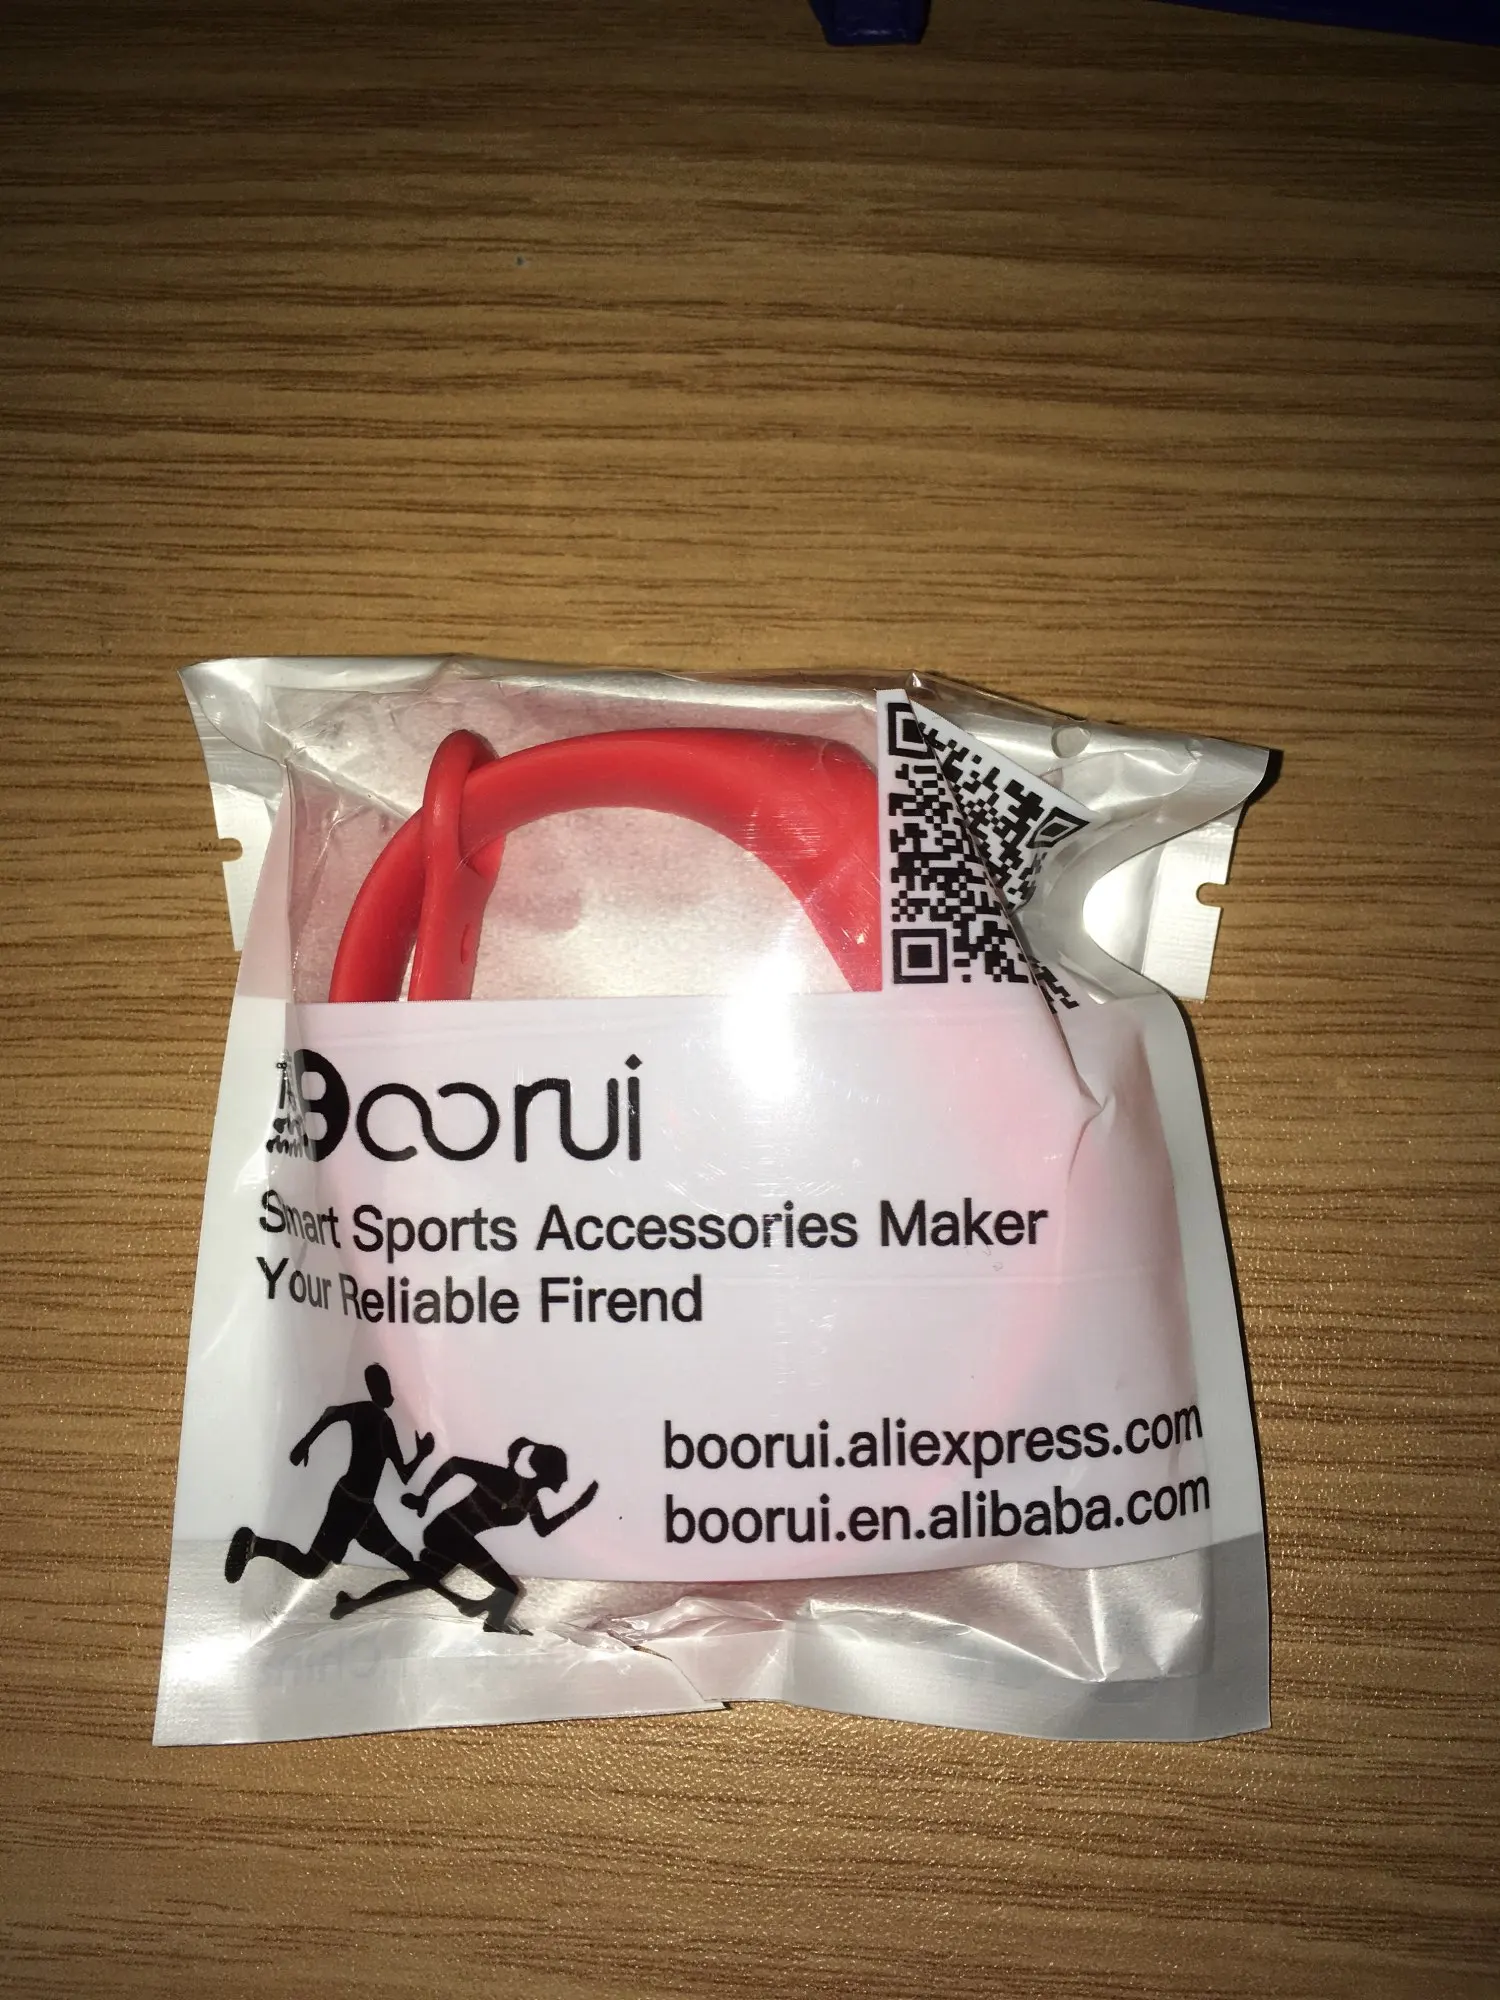 Boorui
Smart Sports Accessories Maker
Your Reliable Firend
boorui.aliexpress.com
boorui.en.alibaba.com